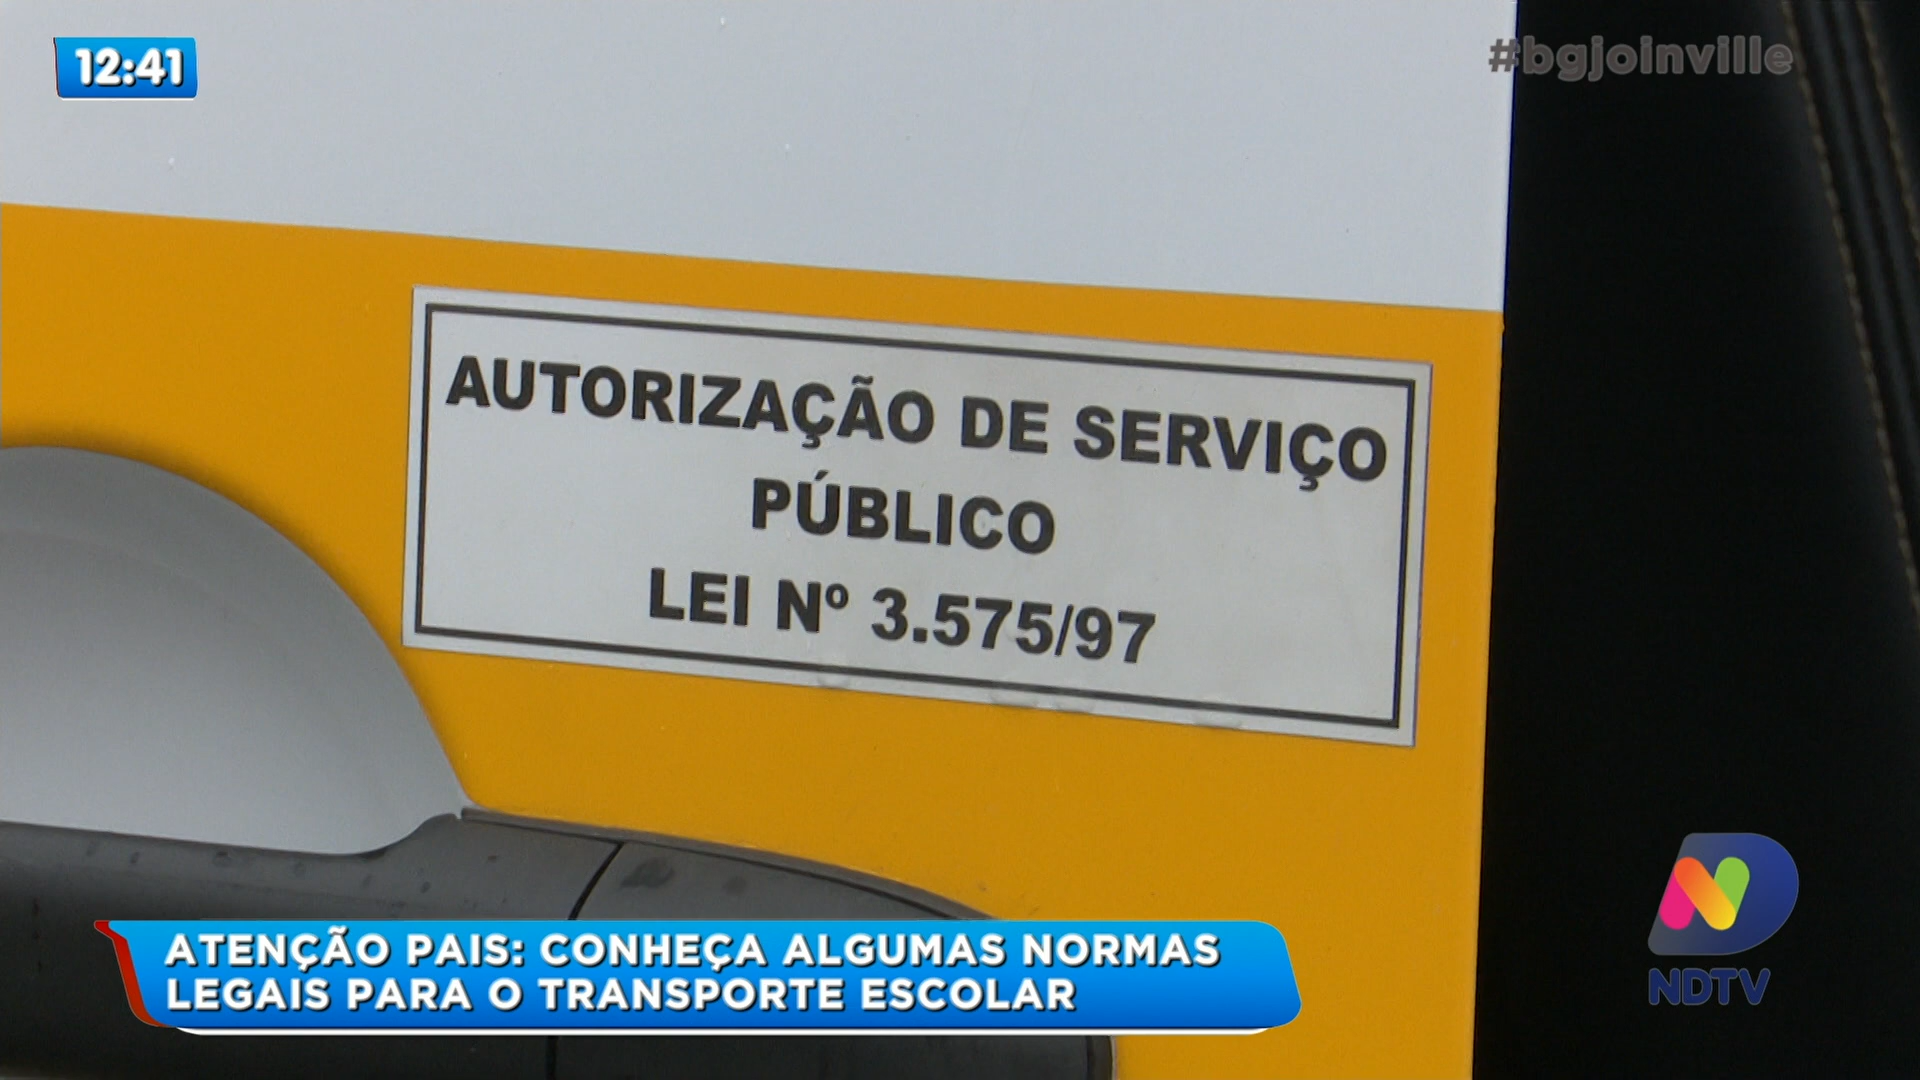 12:41
#bgjoinville
AUTORIZAÇÃO DE SERVIÇO
PÚBLICO
LEI Nº 3.575/97
ATENÇÃO PAIS: CONHEÇA ALGUMAS NORMAS
LEGAIS PARA O TRANSPORTE ESCOLAR
NDTV